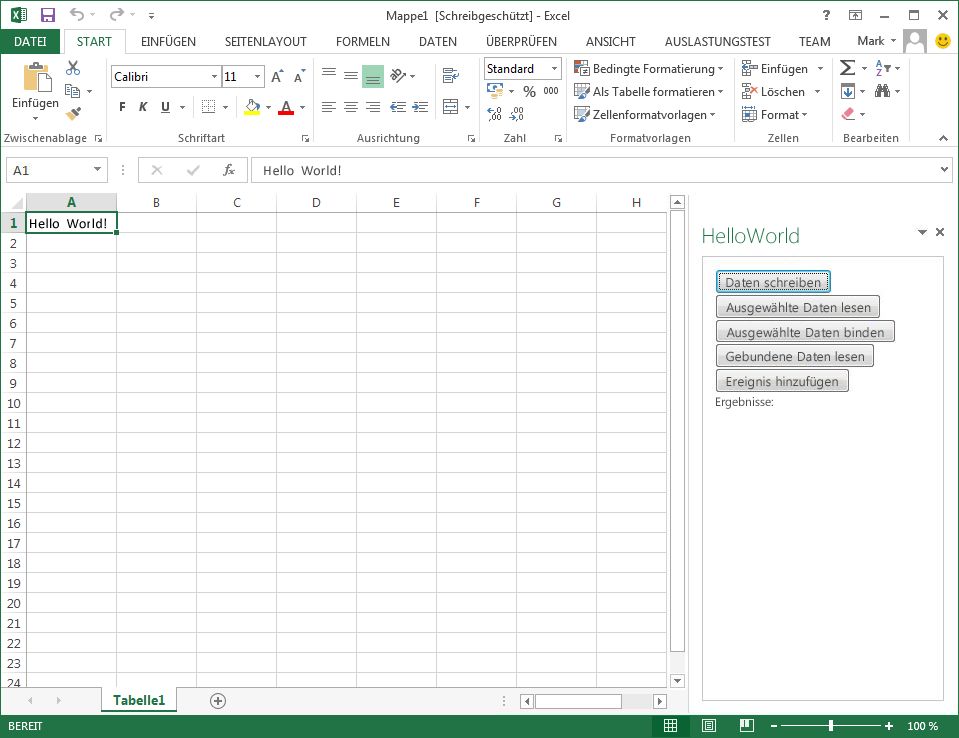 Mappe1 [Schreibgeschützt] - Excel
?
DATEI START EINFÜGEN SEITENLAYOUT FORMELN DATEN ÜBERPRÜFEN ANSICHT AUSLASTUNGSTEST TEAM Mark
Einfügen
Calibri 11
F K U
Standard
% 000
Bedingte Formatierung
Als Tabelle formatieren
Zellenformatvorlagen
Einfügen
Löschen
Format
Zwischenablage Schriftart Ausrichtung Zahl Formatvorlagen Zellen Bearbeiten
A1 fx Hello World!
A B C D E F G H
1 Hello World!
2
3
4
5
6
7
8
9
10
11
12
13
14
15
16
17
18
19
20
21
22
23
24
HelloWorld
Daten schreiben
Ausgewählte Daten lesen
Ausgewählte Daten binden
Gebundene Daten lesen
Ereignis hinzufügen
Ergebnisse:
Tabelle1
BEREIT 100 %